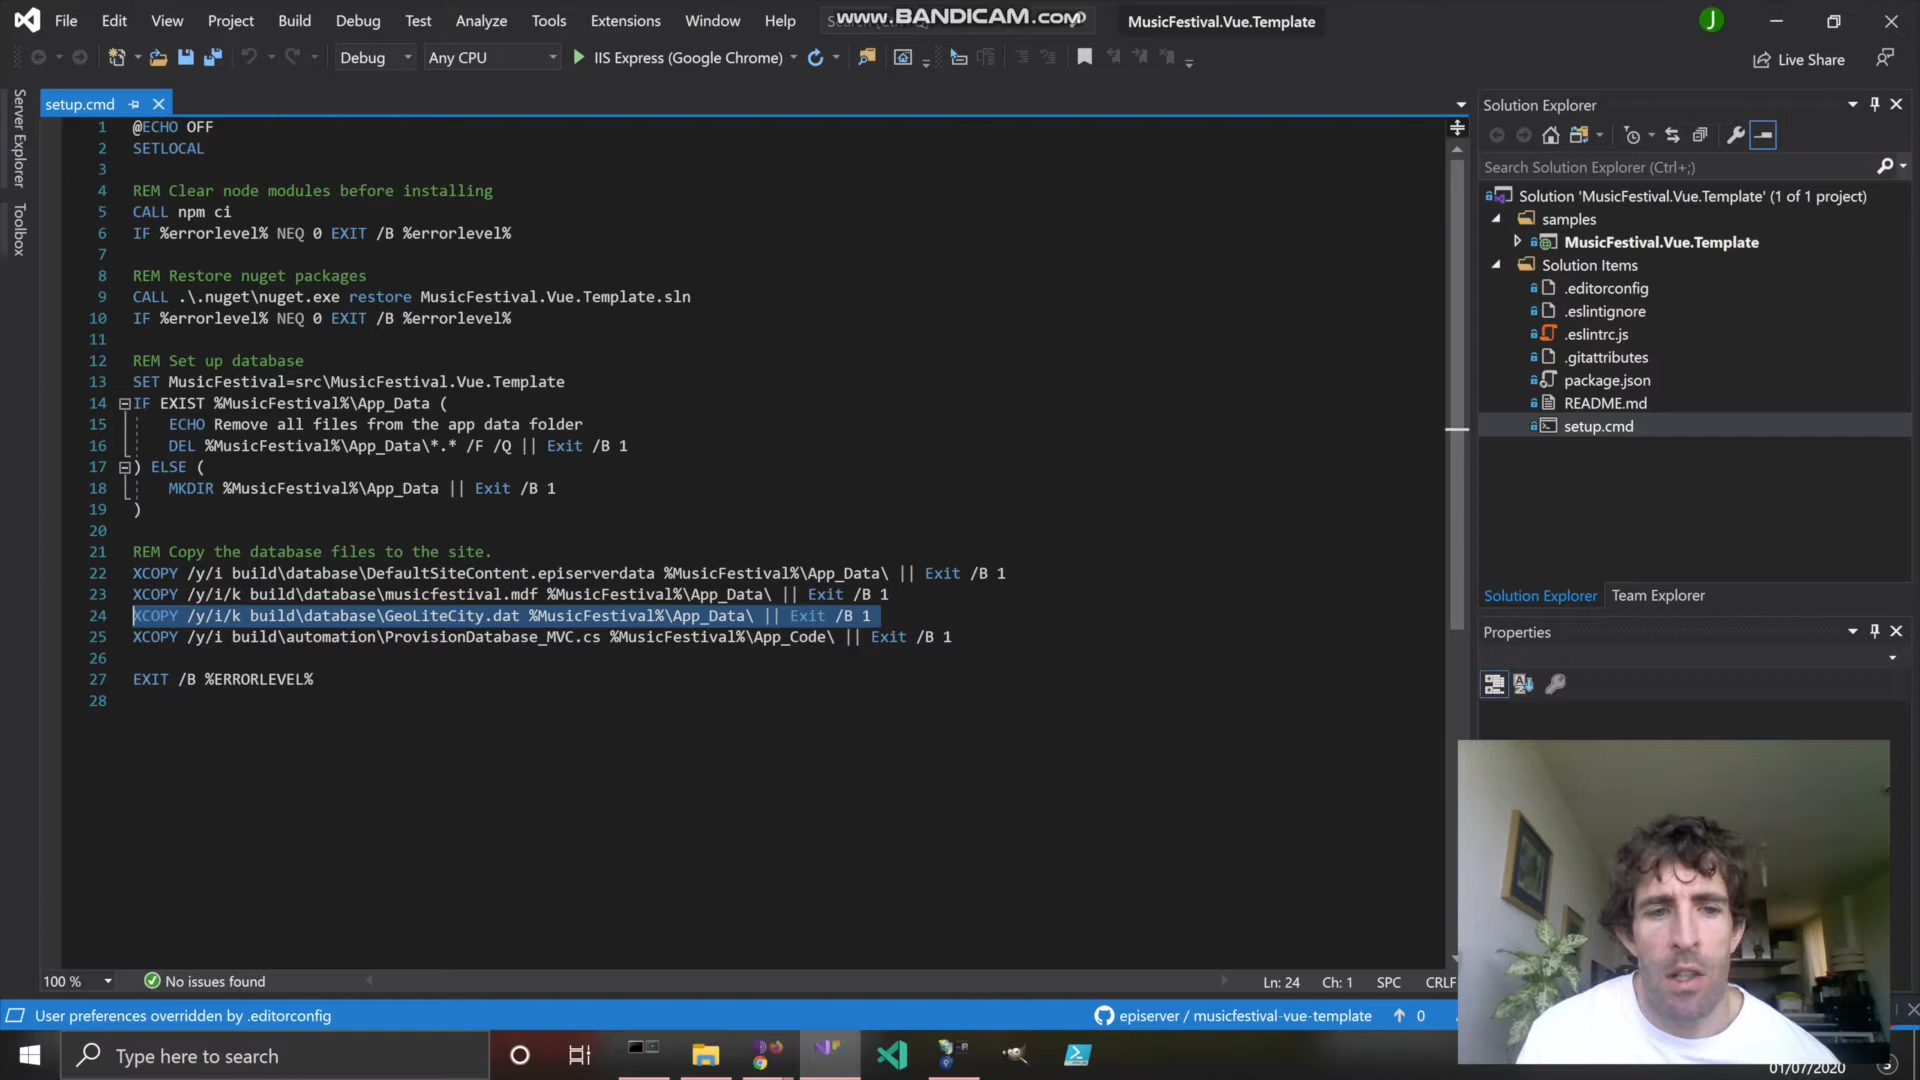 File Edit View Project Build Debug Test Analyze Tools Extensions Window Help
www.BANDICAM.com
MusicFestival.Vue.Template
J
Debug
Any CPU
IIS Express (Google Chrome)
Live Share
Server Explorer
Toolbox
setup.cmd
1 @ECHO OFF
2 SETLOCAL
3
4 REM Clear node modules before installing
5 CALL npm ci
6 IF %errorlevel% NEQ 0 EXIT /B %errorlevel%
7
8 REM Restore nuget packages
9 CALL .\.nuget\nuget.exe restore MusicFestival.Vue.Template.sln
10 IF %errorlevel% NEQ 0 EXIT /B %errorlevel%
11
12 REM Set up database
13 SET MusicFestival=src\MusicFestival.Vue.Template
14 IF EXIST %MusicFestival%\App_Data (
15 ECHO Remove all files from the app data folder
16 DEL %MusicFestival%\App_Data\*.* /F /Q || Exit /B 1
17 ) ELSE (
18 MKDIR %MusicFestival%\App_Data || Exit /B 1
19 )
20
21 REM Copy the database files to the site.
22 XCOPY /y/i build\database\DefaultSiteContent.episerverdata %MusicFestival%\App_Data\ || Exit /B 1
23 XCOPY /y/i/k build\database\musicfestival.mdf %MusicFestival%\App_Data\ || Exit /B 1
24 XCOPY /y/i/k build\database\GeoLiteCity.dat %MusicFestival%\App_Data\ || Exit /B 1
25 XCOPY /y/i build\automation\ProvisionDatabase_MVC.cs %MusicFestival%\App_Code\ || Exit /B 1
26
27 EXIT /B %ERRORLEVEL%
28
Solution Explorer
Search Solution Explorer (Ctrl+;)
Solution 'MusicFestival.Vue.Template' (1 of 1 project)
samples
MusicFestival.Vue.Template
Solution Items
.editorconfig
.eslintignore
.eslintrc.js
.gitattributes
package.json
README.md
setup.cmd
Solution Explorer Team Explorer
Properties
100 %
No issues found
Ln: 24 Ch: 1 SPC CRLF
User preferences overridden by .editorconfig
episerver / musicfestival-vue-template
0
Type here to search
01/07/2020
3